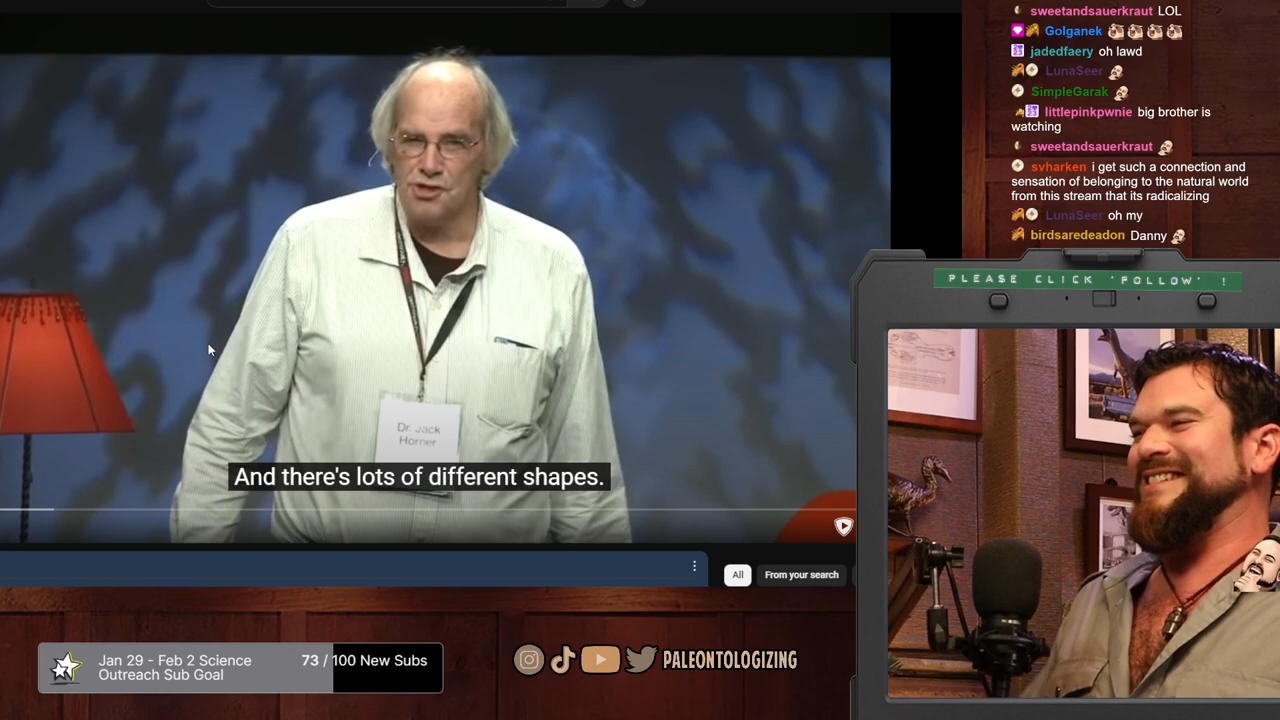 sweetandsauerkraut LOL
Golganek
jadedfaery oh lawd
LunaSeer
SimpleGarak
littlepinkpwnie big brother is
watching
sweetandsauerkraut
svharken i get such a connection and
sensation of belonging to the natural world
from this stream that its radicalizing
LunaSeer oh my
birdsaredeadon Danny
PLEASE CLICK 'FOLLOW' !
Dr. Jack
Horner
And there's lots of different shapes.
All
From your search
Jan 29 - Feb 2 Science
Outreach Sub Goal
73 / 100 New Subs
PALEONTOLOGIZING